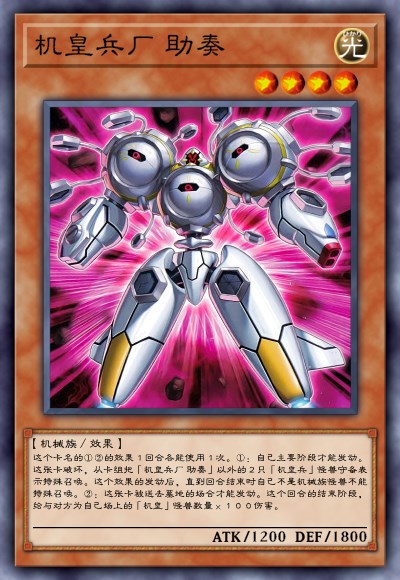 机皇兵厂 助奏
ひかり
光
【机械族／效果】
这个卡名的①②的效果1回合各能使用1次。①：自己主要阶段才能发动。
这张卡破坏，从卡组把「机皇兵厂 助奏」以外的2只「机皇兵」怪兽守备表
示特殊召唤。这个效果的发动后，直到回合结束时自己不是机械族怪兽不能
特殊召唤。②：这张卡被送去墓地的场合才能发动。这个回合的结束阶段，
给与对方为自己场上的「机皇」怪兽数量×100伤害。
ATK/1200 DEF/1800